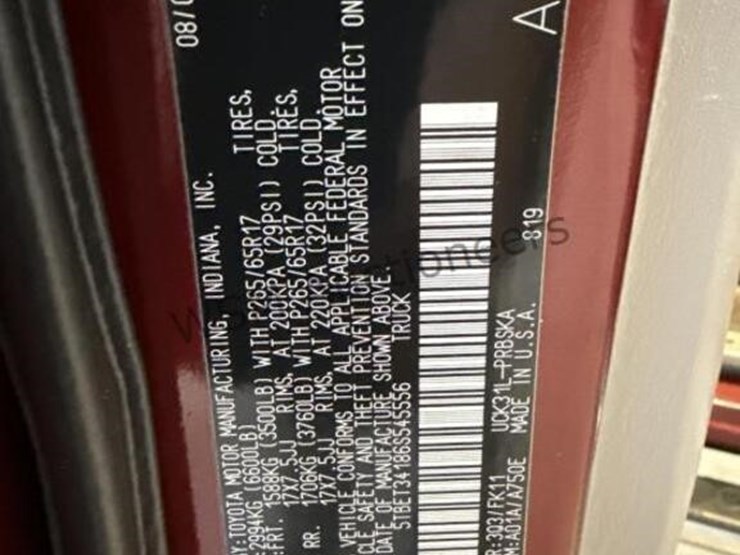 08/0
Y:TOYOTA MOTOR MANUFACTURING, INDIANA, INC.
:2994KG (6600LB)
:FRT. 1588KG (3500LB) WITH P265/65R17 TIRES,
17X7.5JJ RIMS, AT 200KPA (29PSI) COLD
RR. 1706KG (3760LB) WITH P265/65R17 TIRES,
17X7.5JJ RIMS, AT 220KPA (32PSI) COLD.
VEHICLE CONFORMS TO ALL APPLICABLE FEDERAL MOTOR
CLE SAFETY AND THEFT PREVENTION STANDARDS IN EFFECT ON
DATE OF MANUFACTURE SHOWN ABOVE.
5TBET34186S545556 TRUCK
R:3Q3/FK11 UCK31L-PRBSKA
:A01A/A750E MADE IN U.S.A. 819
A